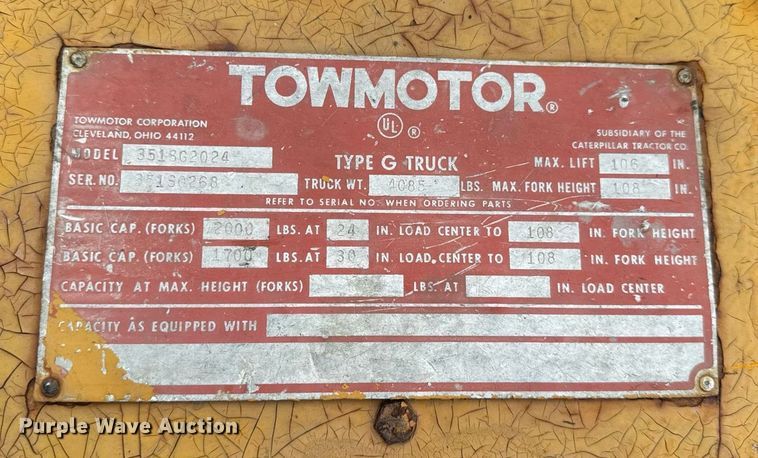 TOWMOTOR®
UL ®
TOWMOTOR CORPORATION
CLEVELAND, OHIO 44112
SUBSIDIARY OF THE
CATERPILLAR TRACTOR CO.
MODEL 351SG2024 TYPE G TRUCK MAX. LIFT 106 IN.
SER. NO. 351SG268 TRUCK WT. 4085 LBS. MAX. FORK HEIGHT 108 IN.
REFER TO SERIAL NO. WHEN ORDERING PARTS
BASIC CAP. (FORKS) 2000 LBS. AT 24 IN. LOAD CENTER TO 108 IN. FORK HEIGHT
BASIC CAP. (FORKS) 1700 LBS. AT 30 IN. LOAD CENTER TO 108 IN. FORK HEIGHT
CAPACITY AT MAX. HEIGHT (FORKS) LBS. AT IN. LOAD CENTER
CAPACITY AS EQUIPPED WITH
Purple Wave Auction